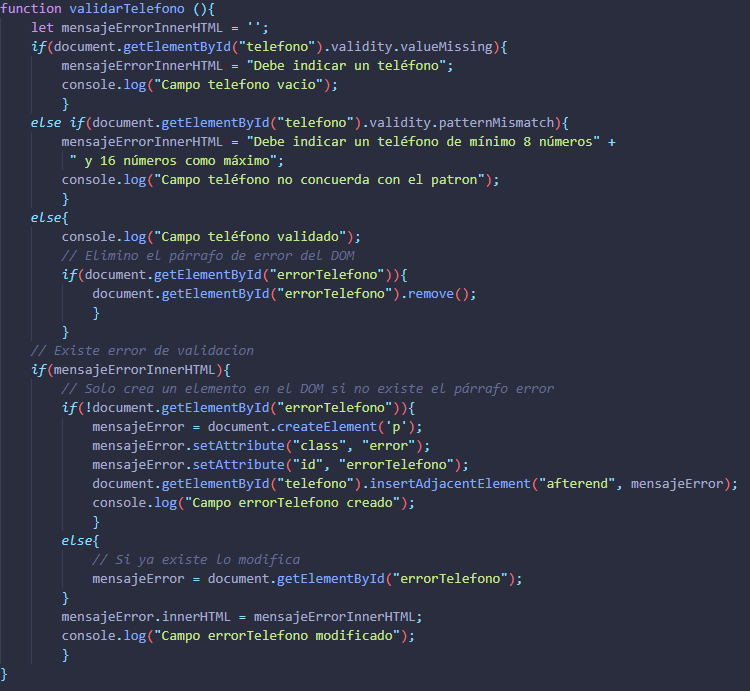 function validarTelefono (){
let mensajeErrorInnerHTML = '';
if(document.getElementById("telefono").validity.valueMissing){
mensajeErrorInnerHTML = "Debe indicar un teléfono";
console.log("Campo telefono vacio");
}
else if(document.getElementById("telefono").validity.patternMismatch){
mensajeErrorInnerHTML = "Debe indicar un teléfono de mínimo 8 números" +
" y 16 números como máximo";
console.log("Campo teléfono no concuerda con el patron");
}
else{
console.log("Campo teléfono validado");
// Elimino el párrafo de error del DOM
if(document.getElementById("errorTelefono")){
document.getElementById("errorTelefono").remove();
}
}
// Existe error de validacion
if(mensajeErrorInnerHTML){
// Solo crea un elemento en el DOM si no existe el párrafo error
if(!document.getElementById("errorTelefono")){
mensajeError = document.createElement('p');
mensajeError.setAttribute("class", "error");
mensajeError.setAttribute("id", "errorTelefono");
document.getElementById("telefono").insertAdjacentElement("afterend", mensajeError);
console.log("Campo errorTelefono creado");
}
else{
// Si ya existe lo modifica
mensajeError = document.getElementById("errorTelefono");
}
mensajeError.innerHTML = mensajeErrorInnerHTML;
console.log("Campo errorTelefono modificado");
}
}